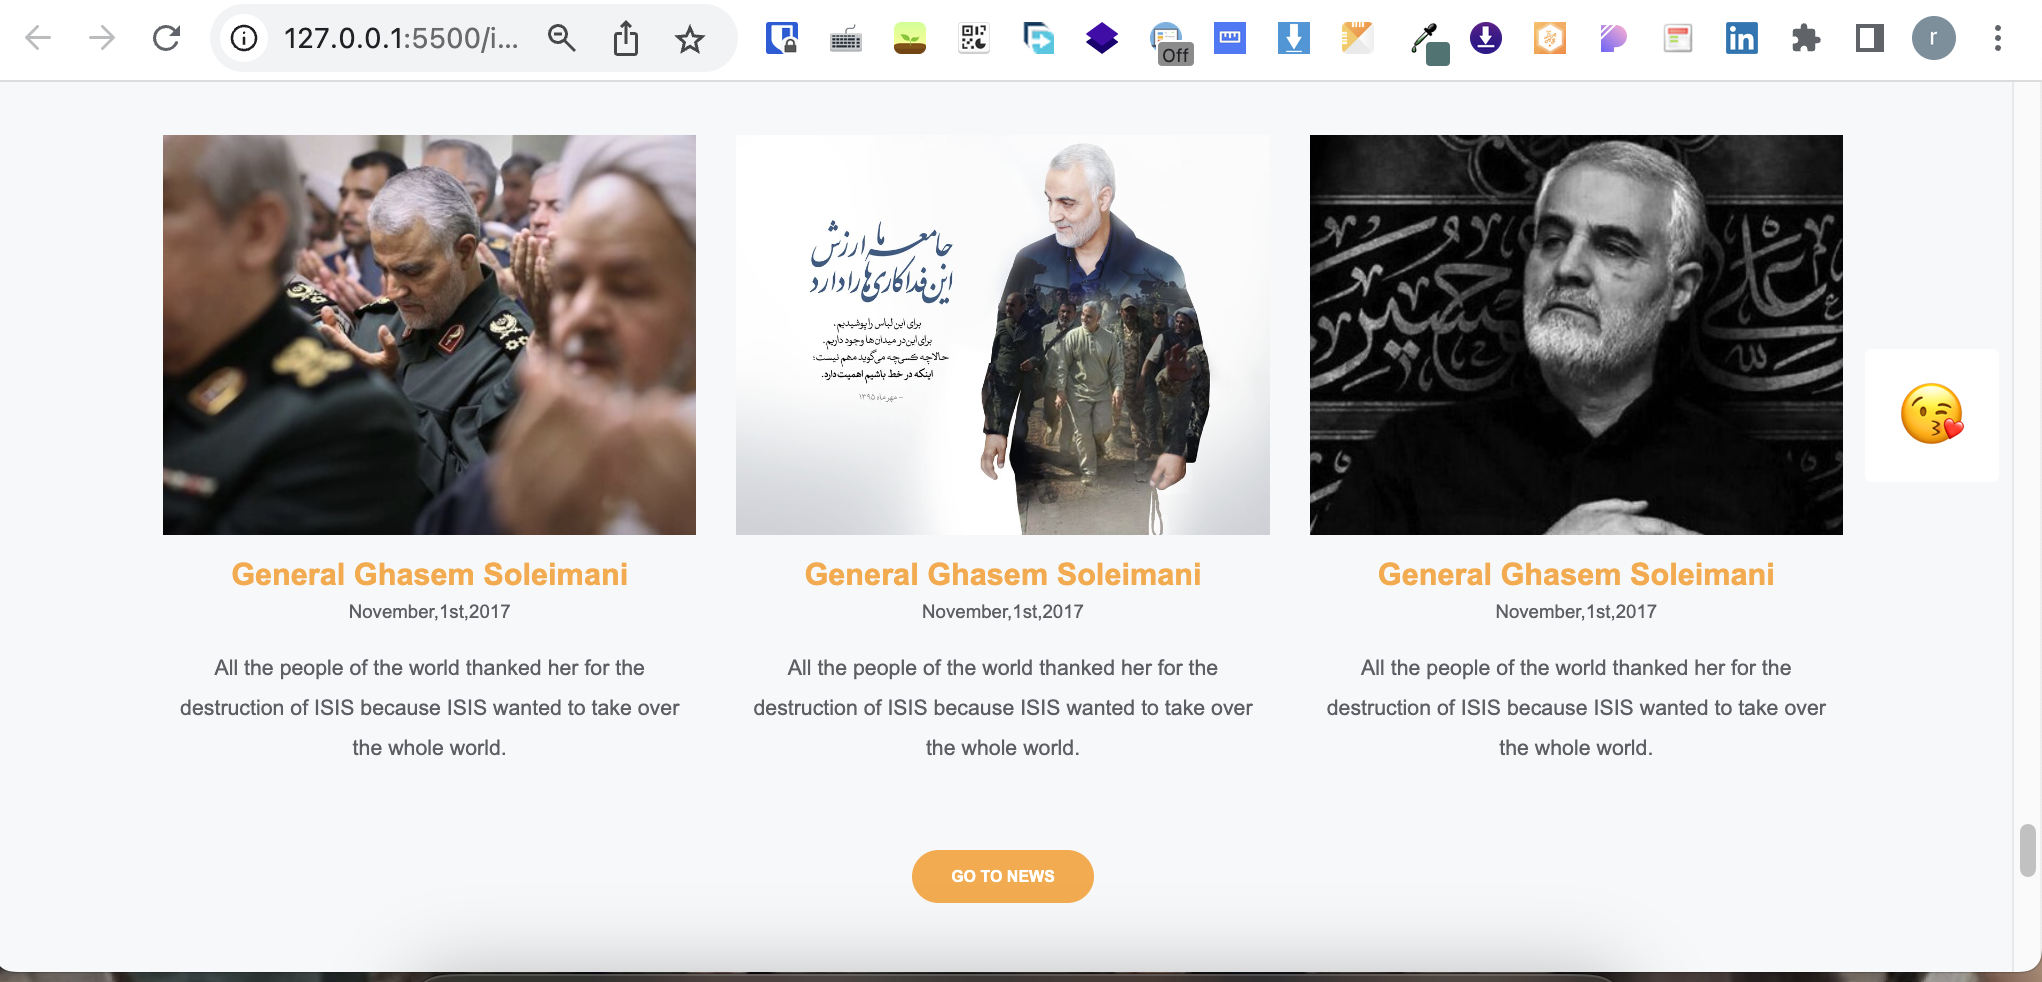 127.0.0.1:5500/i...
Off
r
جامعه ما ارزش
این فداکاری‌ها را دارد
برای این لباس را پوشیدیم.
برای این در میدان‌ها وجود داریم.
حالا چه کسی چه می‌گوید مهم نیست؛
اینکه در خط باشیم اهمیت دارد.
– مهرماه ۱۳۹۵
حسین
علی
General Ghasem Soleimani
November,1st,2017
All the people of the world thanked her for the
destruction of ISIS because ISIS wanted to take over
the whole world.
General Ghasem Soleimani
November,1st,2017
All the people of the world thanked her for the
destruction of ISIS because ISIS wanted to take over
the whole world.
General Ghasem Soleimani
November,1st,2017
All the people of the world thanked her for the
destruction of ISIS because ISIS wanted to take over
the whole world.
GO TO NEWS